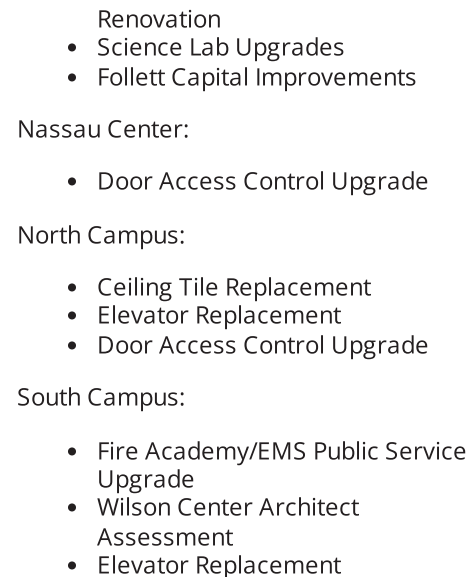 Renovation
• Science Lab Upgrades
• Follett Capital Improvements
Nassau Center:
• Door Access Control Upgrade
North Campus:
• Ceiling Tile Replacement
• Elevator Replacement
• Door Access Control Upgrade
South Campus:
• Fire Academy/EMS Public Service
Upgrade
• Wilson Center Architect
Assessment
• Elevator Replacement